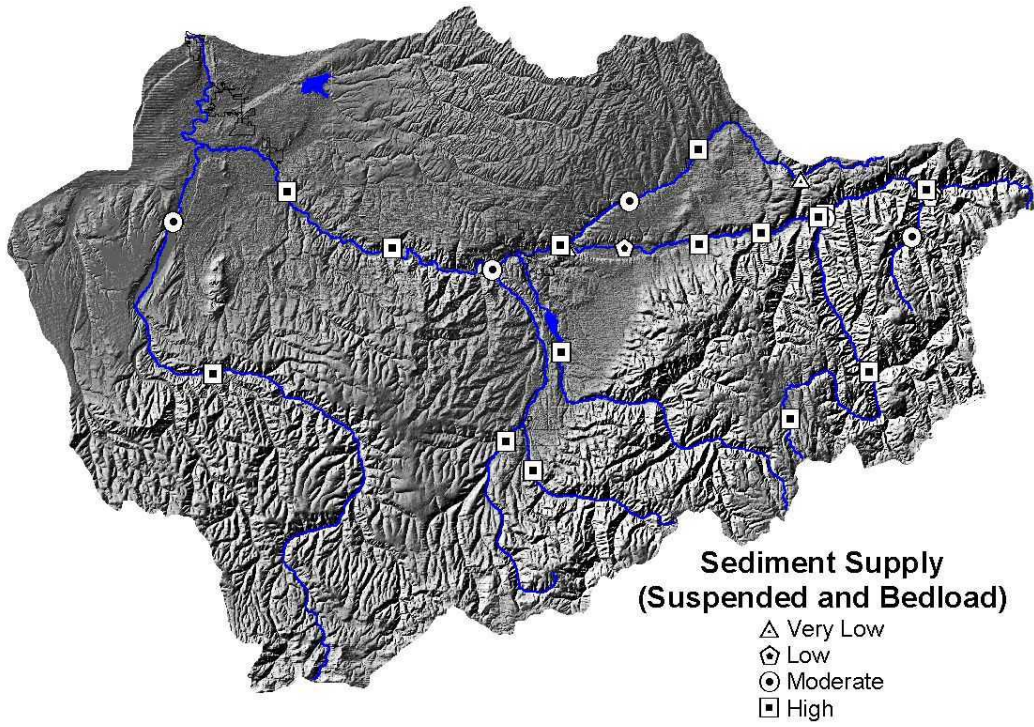 Sediment Supply
(Suspended and Bedload)
Very Low
Low
Moderate
High